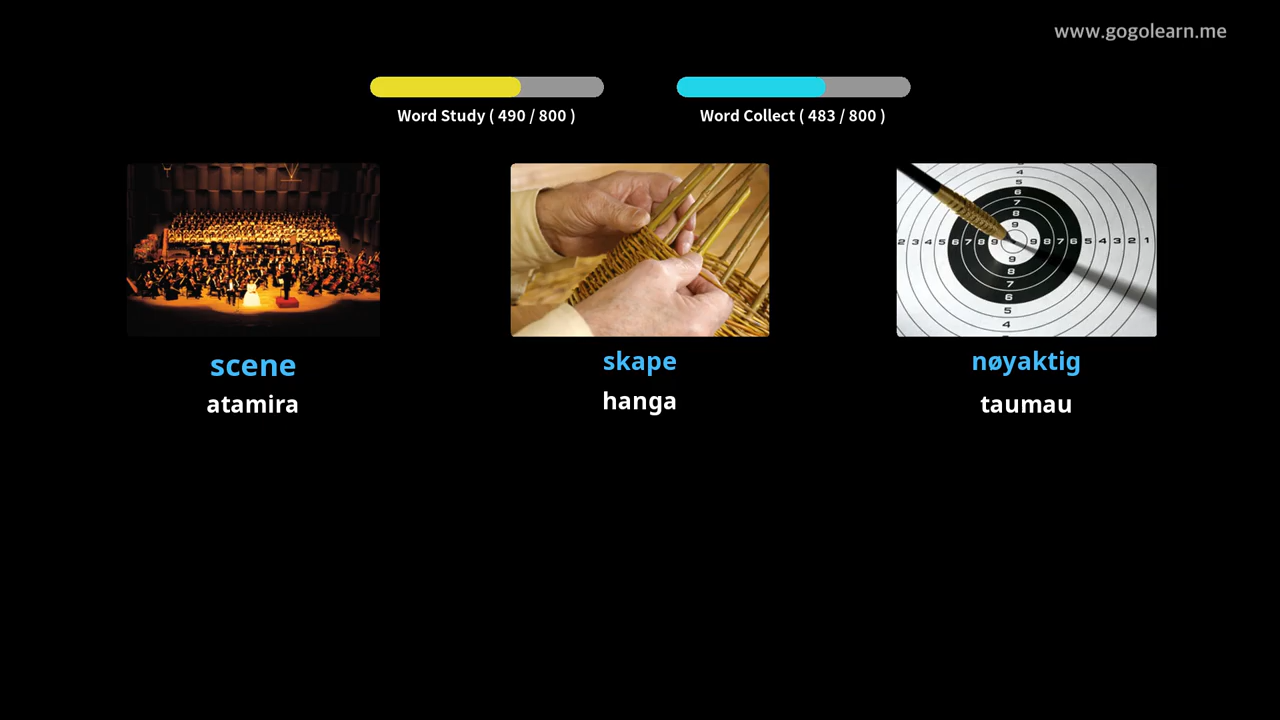 www.gogolearn.me
Word Study ( 490 / 800 )
Word Collect ( 483 / 800 )
scene
atamira
skape
hanga
nøyaktig
taumau